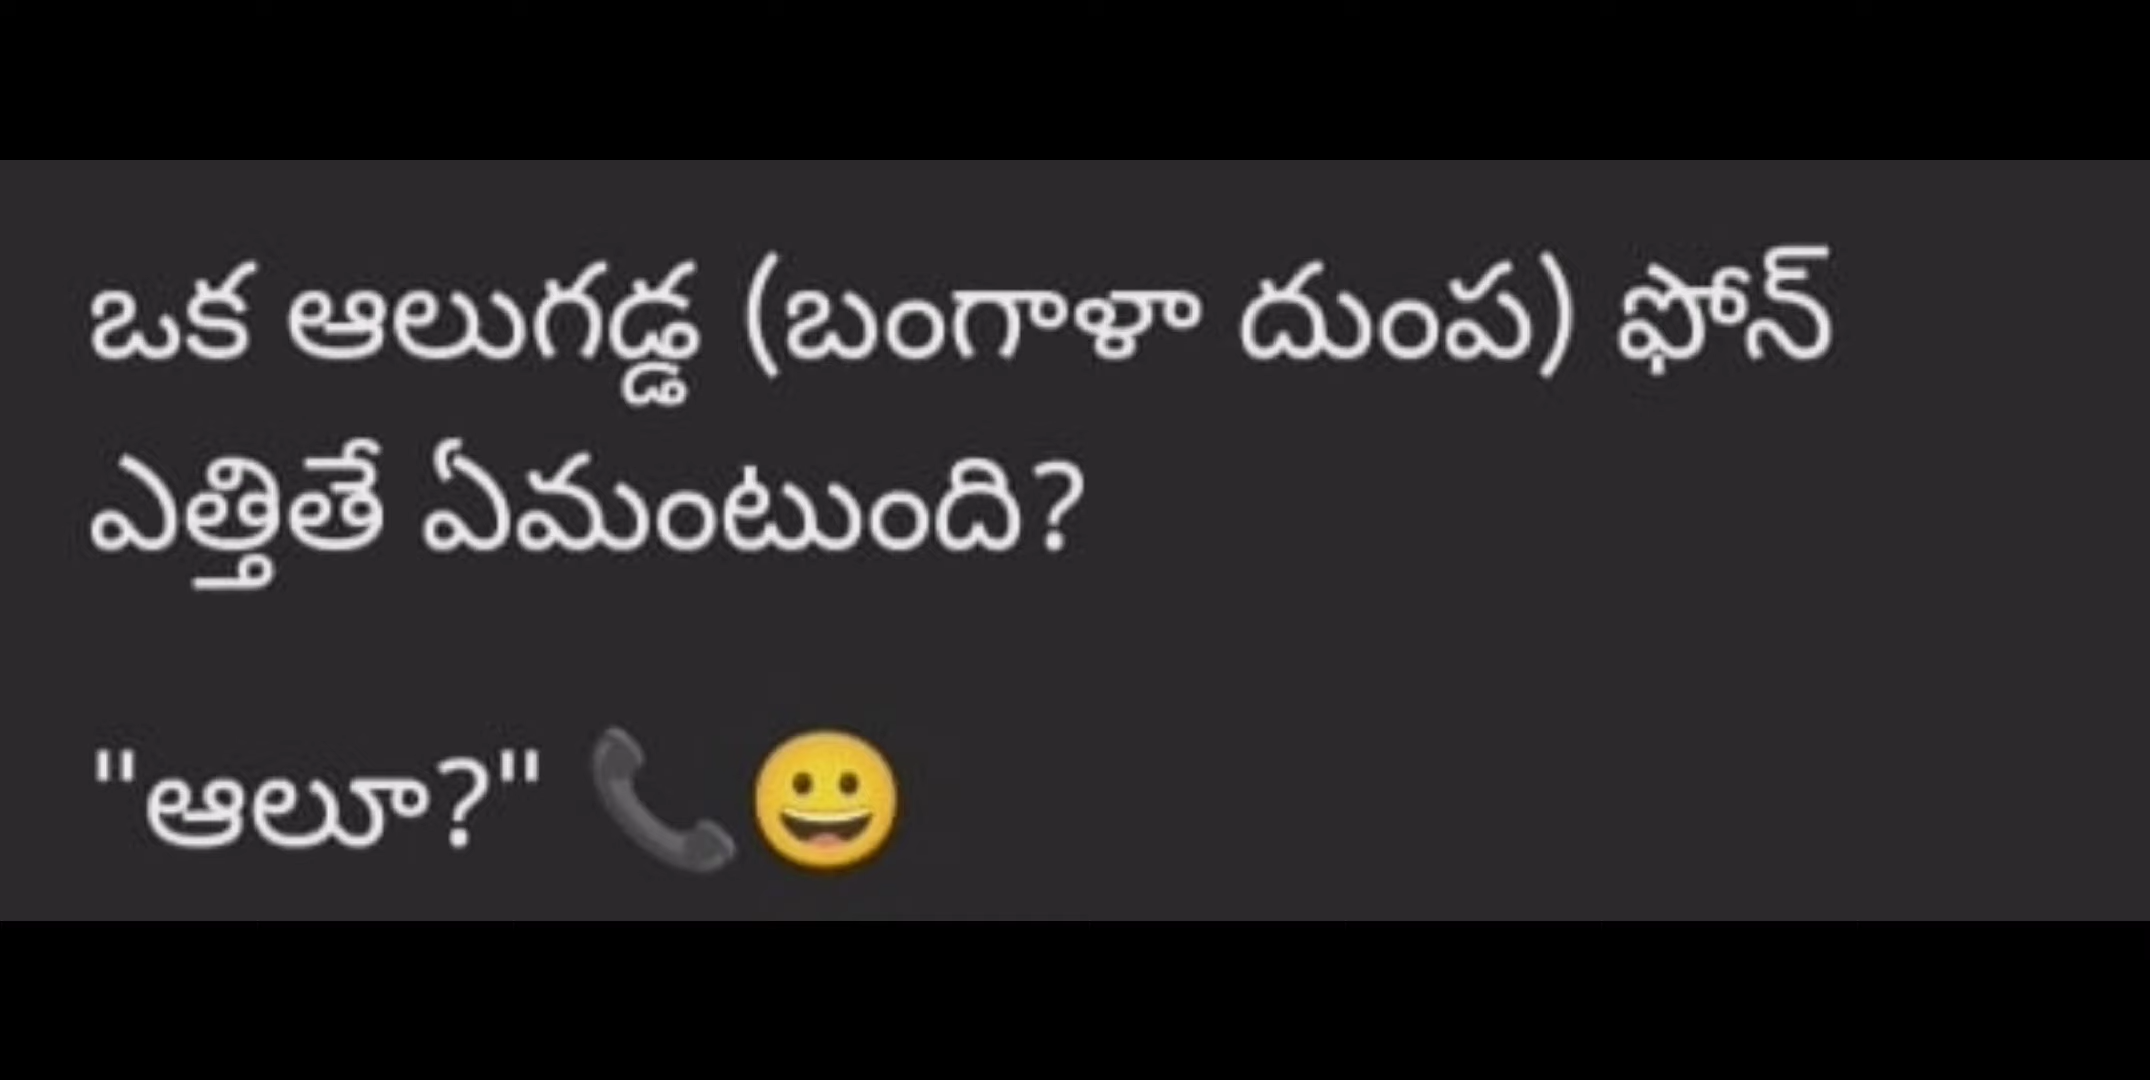 ఒక ఆలుగడ్డ (బంగాళా దుంప) ఫోన్
ఎత్తితే ఏమంటుంది?
"ఆలూ?" 📞😀